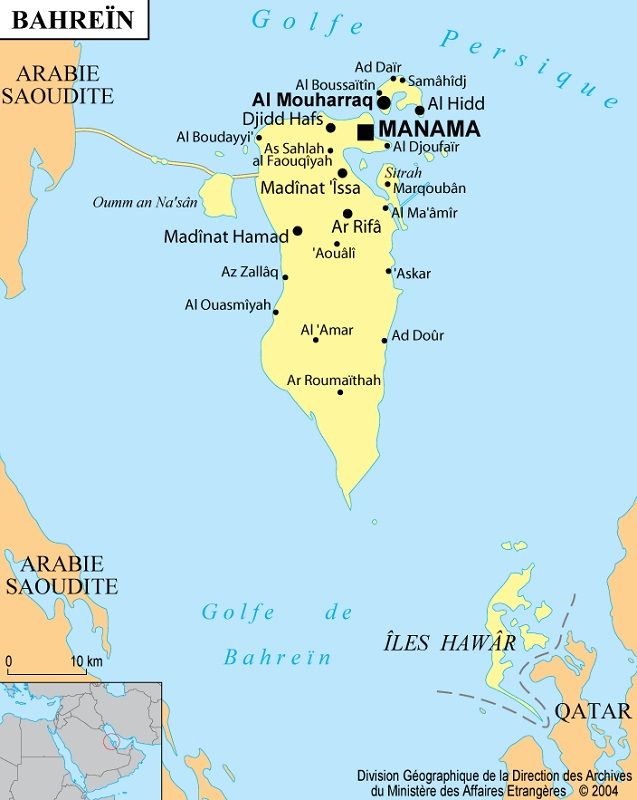 BAHREÏN
Golfe Persique
ARABIE
SAOUDITE
Ad Daïr
Samâhîdj
Al Boussaïtîn
Al Mouharraq
Al Hidd
Djidd Hafs
MANAMA
Al Boudayyi'
As Sahlah
al Faouqîyah
Al Djoufaïr
Sitrah
Madînat 'Îssa
Marqoubân
Oumm an Na'sân
Al Ma'âmîr
Ar Rifâ
Madînat Hamad
'Aouâlî
Az Zallâq
'Askar
Al Ouasmîyah
Al 'Amar
Ad Doûr
Ar Roumaïthah
ARABIE
SAOUDITE
Golfe de
Bahreïn
ÎLES HAWÂR
0 10 km
QATAR
Division Géographique de la Direction des Archives
du Ministère des Affaires Etrangères © 2004